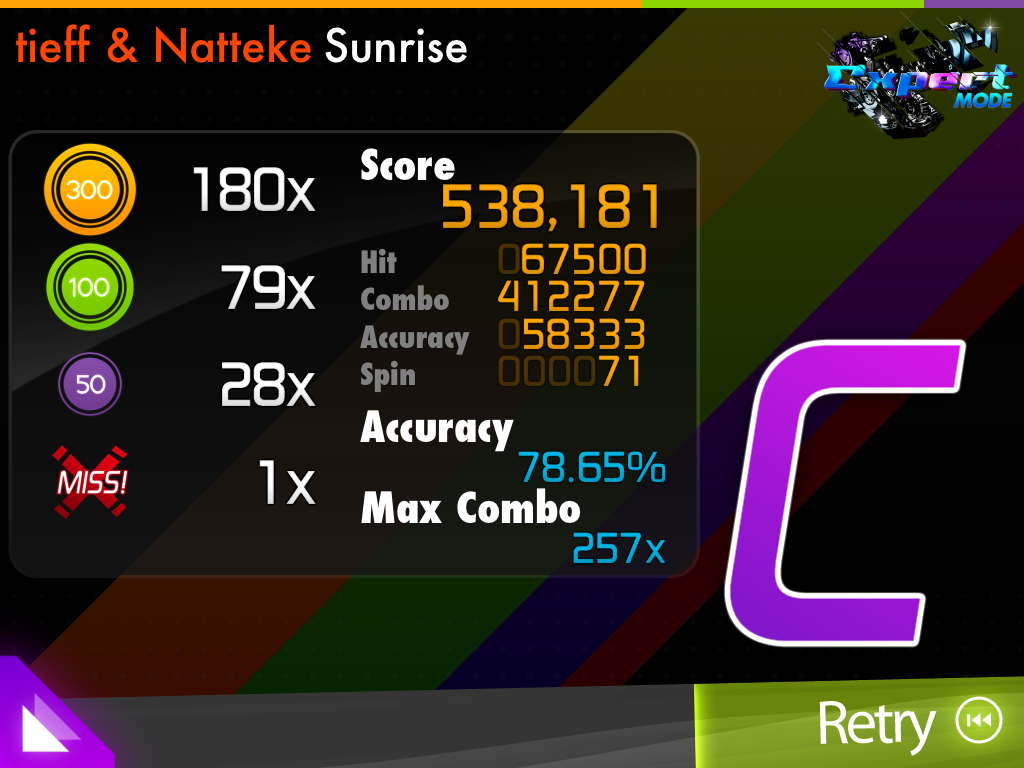 tieff & Natteke Sunrise
Expert
MODE
300 180x
100 79x
50 28x
MISS! 1x
Score
538,181
Hit 067500
Combo 412277
Accuracy 058333
Spin 000071
Accuracy
78.65%
Max Combo
257x
C
Retry